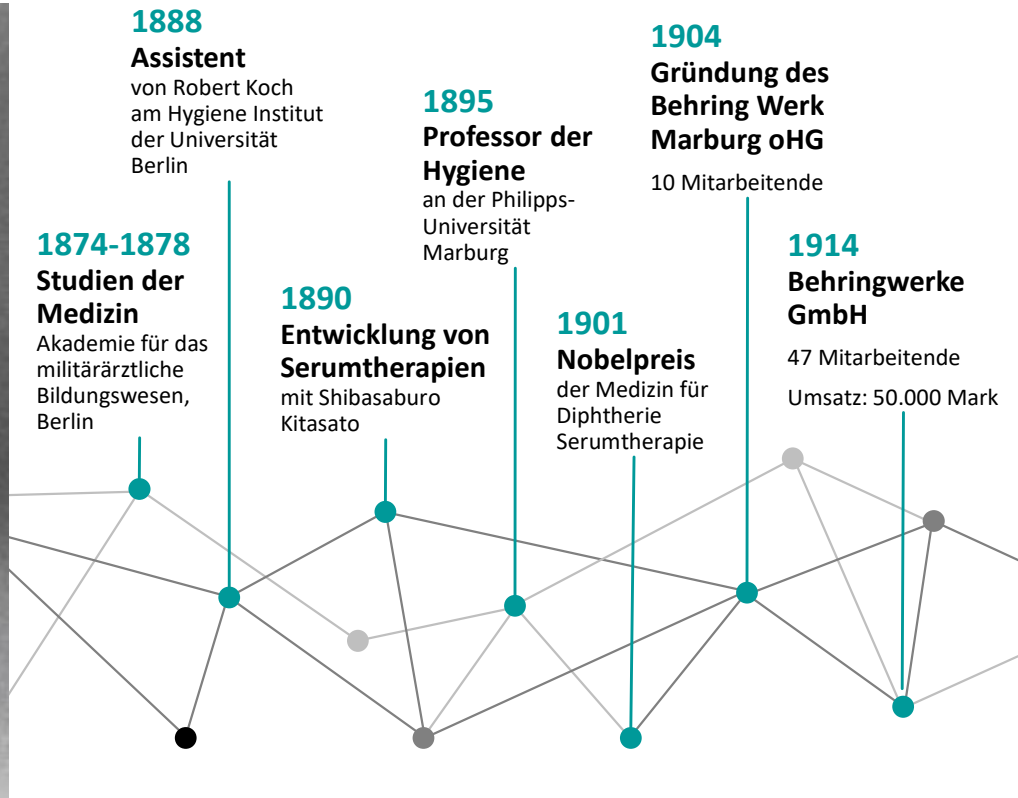 1874-1878
Studien der
Medizin
Akademie für das
militärärztliche
Bildungswesen,
Berlin
1888
Assistent
von Robert Koch
am Hygiene Institut
der Universität
Berlin
1890
Entwicklung von
Serumtherapien
mit Shibasaburo
Kitasato
1895
Professor der
Hygiene
an der Philipps-
Universität
Marburg
1901
Nobelpreis
der Medizin für
Diphtherie
Serumtherapie
1904
Gründung des
Behring Werk
Marburg oHG
10 Mitarbeitende
1914
Behringwerke
GmbH
47 Mitarbeitende
Umsatz: 50.000 Mark